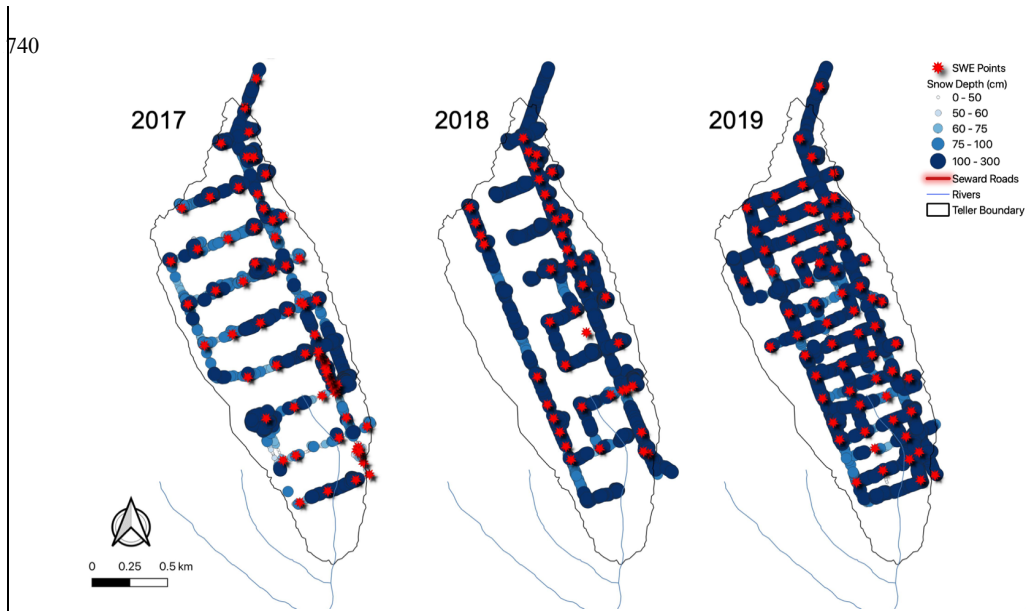 740
2017
2018
2019
SWE Points
Snow Depth (cm)
0 - 50
50 - 60
60 - 75
75 - 100
100 - 300
Seward Roads
Rivers
Teller Boundary
0 0.25 0.5 km